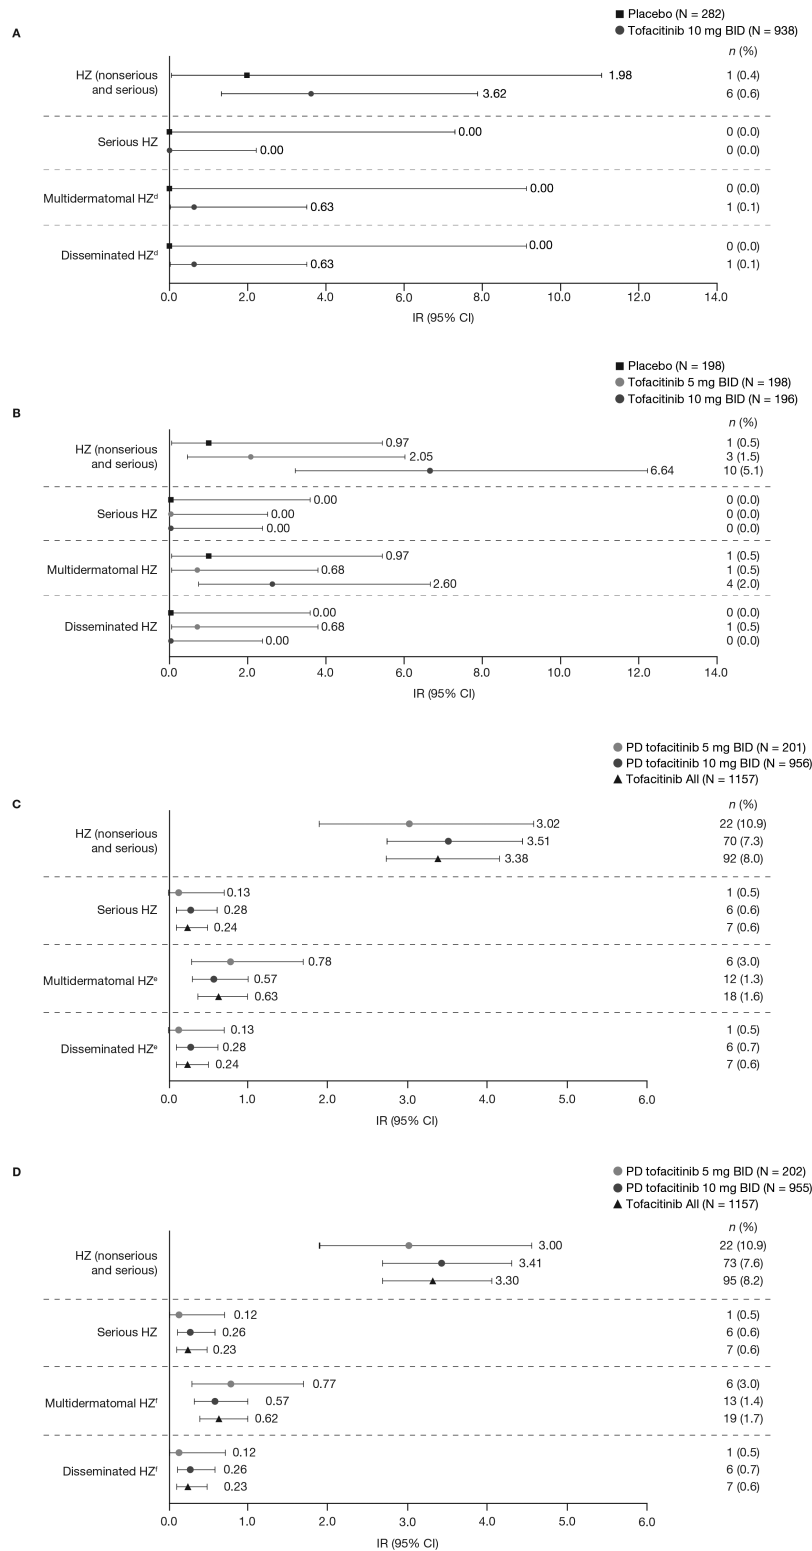 A
Placebo (N = 282)
Tofacitinib 10 mg BID (N = 938)
n (%)
HZ (nonserious
and serious)
1.98
1 (0.4)
3.62
6 (0.6)
Serious HZ
0.00
0 (0.0)
0.00
0 (0.0)
Multidermatomal HZᵈ
0.00
0 (0.0)
0.63
1 (0.1)
Disseminated HZᵈ
0.00
0 (0.0)
0.63
1 (0.1)
0.0 2.0 4.0 6.0 8.0 10.0 12.0 14.0
IR (95% CI)
B
Placebo (N = 198)
Tofacitinib 5 mg BID (N = 198)
Tofacitinib 10 mg BID (N = 196)
n (%)
HZ (nonserious
and serious)
0.97
1 (0.5)
2.05
3 (1.5)
6.64
10 (5.1)
Serious HZ
0.00
0 (0.0)
0.00
0 (0.0)
0.00
0 (0.0)
Multidermatomal HZ
0.97
1 (0.5)
0.68
1 (0.5)
2.60
4 (2.0)
Disseminated HZ
0.00
0 (0.0)
0.68
1 (0.5)
0.00
0 (0.0)
0.0 2.0 4.0 6.0 8.0 10.0 12.0 14.0
IR (95% CI)
C
PD tofacitinib 5 mg BID (N = 201)
PD tofacitinib 10 mg BID (N = 956)
Tofacitinib All (N = 1157)
n (%)
HZ (nonserious
and serious)
3.02
22 (10.9)
3.51
70 (7.3)
3.38
92 (8.0)
Serious HZ
0.13
1 (0.5)
0.28
6 (0.6)
0.24
7 (0.6)
Multidermatomal HZᵉ
0.78
6 (3.0)
0.57
12 (1.3)
0.63
18 (1.6)
Disseminated HZᵉ
0.13
1 (0.5)
0.28
6 (0.7)
0.24
7 (0.6)
0.0 1.0 2.0 3.0 4.0 5.0 6.0
IR (95% CI)
D
PD tofacitinib 5 mg BID (N = 202)
PD tofacitinib 10 mg BID (N = 955)
Tofacitinib All (N = 1157)
n (%)
HZ (nonserious
and serious)
3.00
22 (10.9)
3.41
73 (7.6)
3.30
95 (8.2)
Serious HZ
0.12
1 (0.5)
0.26
6 (0.6)
0.23
7 (0.6)
Multidermatomal HZᶠ
0.77
6 (3.0)
0.57
13 (1.4)
0.62
19 (1.7)
Disseminated HZᶠ
0.12
1 (0.5)
0.26
6 (0.7)
0.23
7 (0.6)
0.0 1.0 2.0 3.0 4.0 5.0 6.0
IR (95% CI)